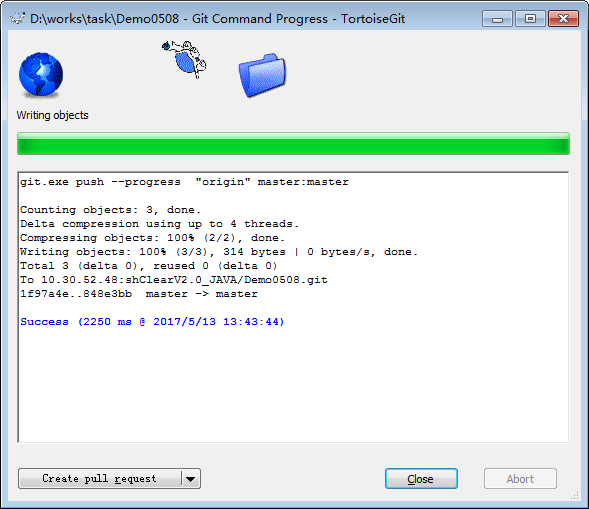 D:\works\task\Demo0508 - Git Command Progress - TortoiseGit
Writing objects
git.exe push --progress  "origin" master:master
Counting objects: 3, done.
Delta compression using up to 4 threads.
Compressing objects: 100% (2/2), done.
Writing objects: 100% (3/3), 314 bytes | 0 bytes/s, done.
Total 3 (delta 0), reused 0 (delta 0)
To 10.30.52.48:shClearV2.0_JAVA/Demo0508.git
1f97a4e..848e3bb  master -> master
Success (2250 ms @ 2017/5/13 13:43:44)
Create pull request
Close
Abort